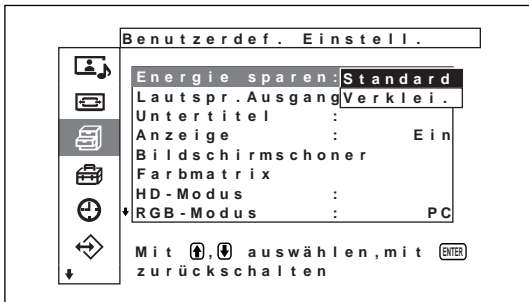 Benutzerdef. Einstell.
Energie sparen: Standard
Lautspr.Ausgang Verklei.
Untertitel :
Anzeige : Ein
Bildschirmschoner
Farbmatrix
HD-Modus :
RGB-Modus : PC
Mit ↑,↓ auswählen,mit ENTER
zurückschalten